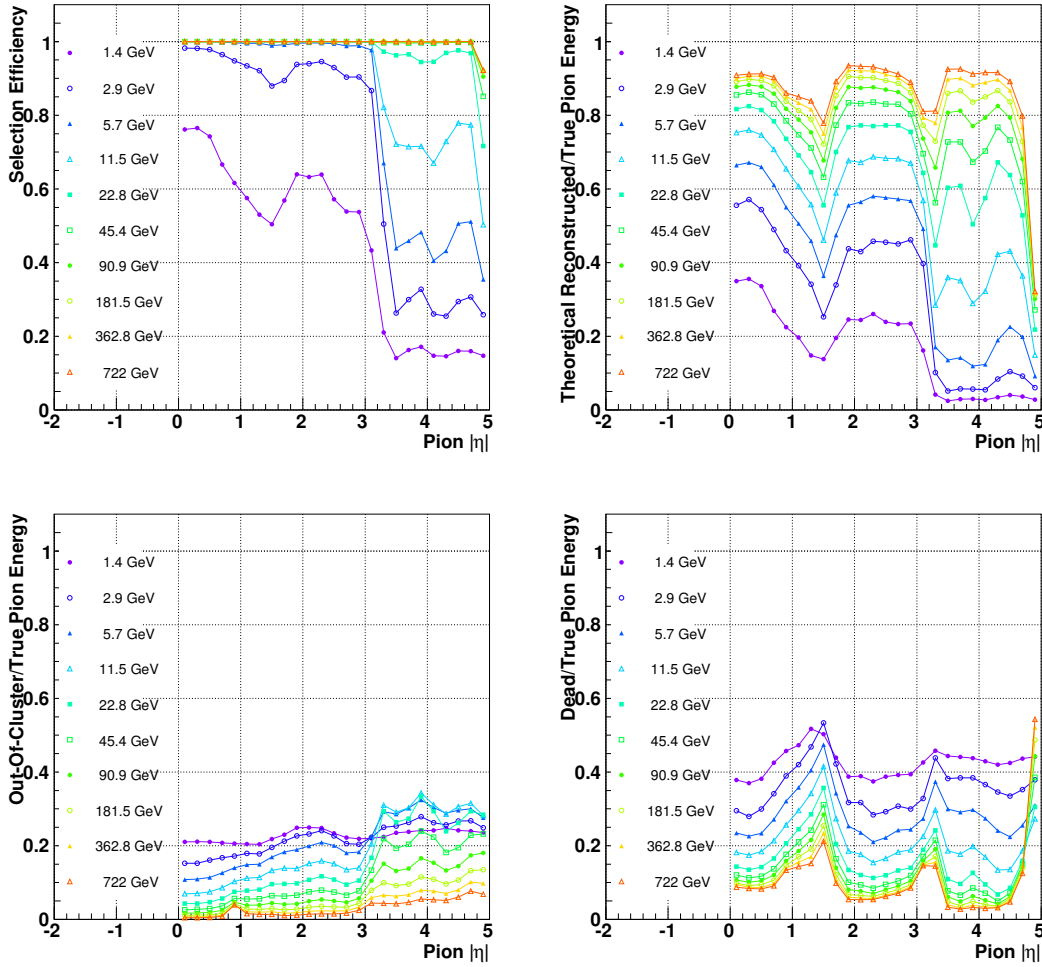 Selection Efficiency
1
0.8
0.6
0.4
0.2
0
1.4 GeV
2.9 GeV
5.7 GeV
11.5 GeV
22.8 GeV
45.4 GeV
90.9 GeV
181.5 GeV
362.8 GeV
722 GeV
-2 -1 0 1 2 3 4 5
Pion |η|
Theoretical Reconstructed/True Pion Energy
1
0.8
0.6
0.4
0.2
0
1.4 GeV
2.9 GeV
5.7 GeV
11.5 GeV
22.8 GeV
45.4 GeV
90.9 GeV
181.5 GeV
362.8 GeV
722 GeV
-2 -1 0 1 2 3 4 5
Pion |η|
Out-Of-Cluster/True Pion Energy
1
0.8
0.6
0.4
0.2
0
1.4 GeV
2.9 GeV
5.7 GeV
11.5 GeV
22.8 GeV
45.4 GeV
90.9 GeV
181.5 GeV
362.8 GeV
722 GeV
-2 -1 0 1 2 3 4 5
Pion |η|
Dead/True Pion Energy
1
0.8
0.6
0.4
0.2
0
1.4 GeV
2.9 GeV
5.7 GeV
11.5 GeV
22.8 GeV
45.4 GeV
90.9 GeV
181.5 GeV
362.8 GeV
722 GeV
-2 -1 0 1 2 3 4 5
Pion |η|